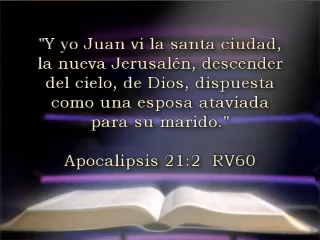 "Y yo Juan vi la santa ciudad,
la nueva Jerusalén, descender
del cielo, de Dios, dispuesta
como una esposa ataviada
para su marido."
Apocalipsis 21:2 RV60